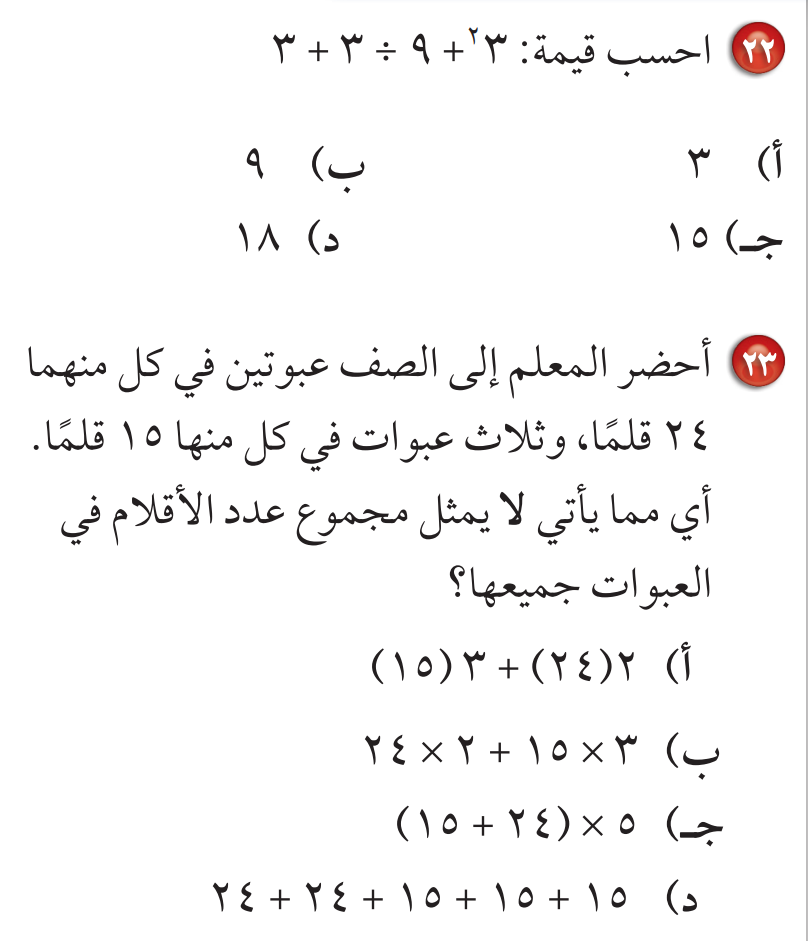 ٢٢ احسب قيمة: ٣٢ + ٩ ÷ ٣ + ٣
أ) ٣ ب) ٩
جـ) ١٥ د) ١٨
٢٣ أحضر المعلم إلى الصف عبوتين في كل منهما
٢٤ قلمًا، وثلاث عبوات في كل منها ١٥ قلمًا.
أي مما يأتي لا يمثل مجموع عدد الأقلام في
العبوات جميعها؟
أ) ٢(٢٤) + ٣(١٥)
ب) ٣ × ١٥ + ٢ × ٢٤
جـ) ٥ × (٢٤ + ١٥)
د) ١٥ + ١٥ + ١٥ + ٢٤ + ٢٤